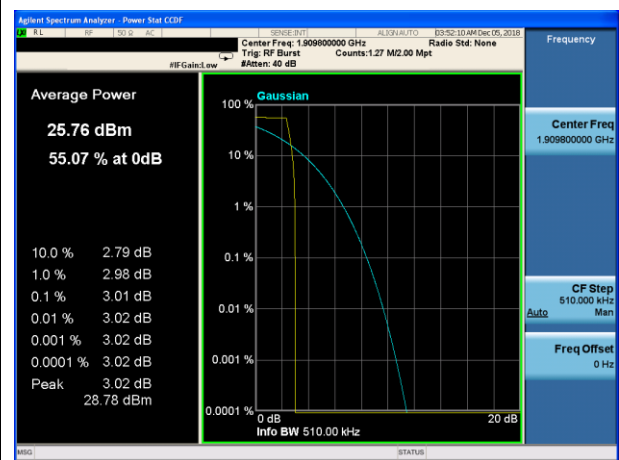 Agilent Spectrum Analyzer - Power Stat CCDF
RL RF 50 Ω AC SENSE:INT ALIGN AUTO 03:52:10 AM Dec 05, 2018
Center Freq: 1.909800000 GHz Radio Std: None
Trig: RF Burst Counts:1.27 M/2.00 Mpt
#IFGain:Low #Atten: 40 dB
Frequency
Average Power
25.76 dBm
55.07 % at 0dB
10.0 % 2.79 dB
1.0 % 2.98 dB
0.1 % 3.01 dB
0.01 % 3.02 dB
0.001 % 3.02 dB
0.0001 % 3.02 dB
Peak 3.02 dB
28.78 dBm
Gaussian
100 %
10 %
1 %
0.1 %
0.01 %
0.001 %
0.0001 %
0 dB 20 dB
Info BW 510.00 kHz
Center Freq
1.909800000 GHz
CF Step
510.000 kHz
Auto Man
Freq Offset
0 Hz
MSG STATUS